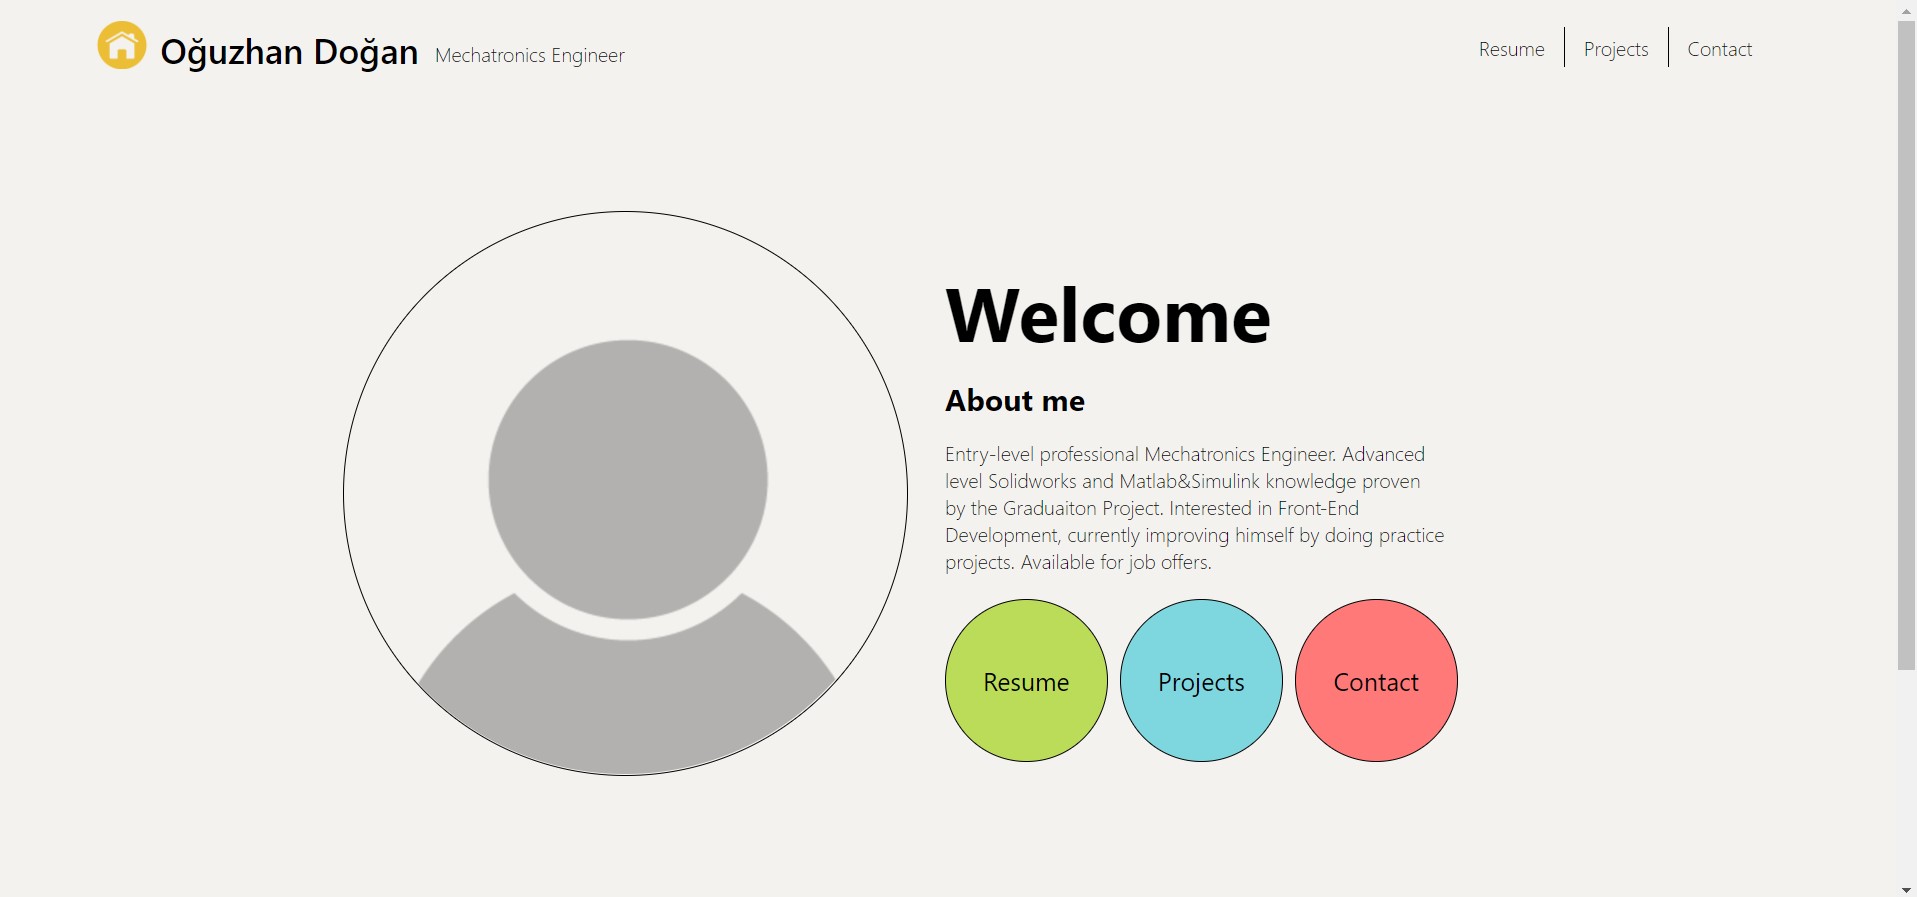 Oğuzhan Doğan Mechatronics Engineer
Resume Projects Contact
Welcome
About me
Entry-level professional Mechatronics Engineer. Advanced
level Solidworks and Matlab&Simulink knowledge proven
by the Graduaiton Project. Interested in Front-End
Development, currently improving himself by doing practice
projects. Available for job offers.
Resume Projects Contact